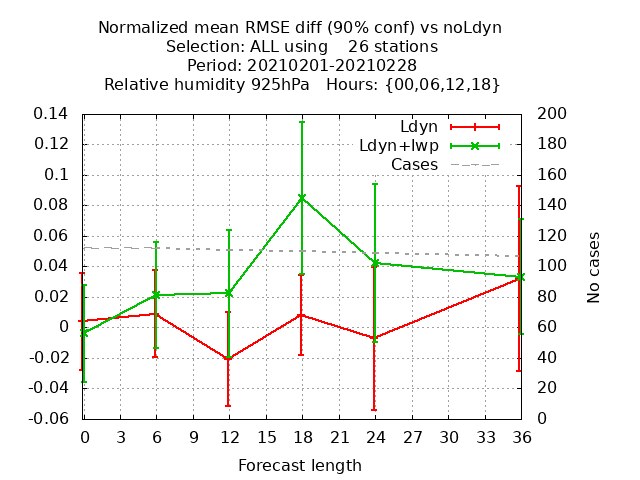 Normalized mean RMSE diff (90% conf) vs noLdyn
Selection: ALL using    26 stations
Period: 20210201-20210228
Relative humidity 925hPa   Hours: {00,06,12,18}
0.14
0.12
0.1
0.08
0.06
0.04
0.02
0
-0.02
-0.04
-0.06
Ldyn
Ldyn+lwp
Cases
200
180
160
140
120
100
80
60
40
20
0
No cases
0 3 6 9 12 15 18 21 24 27 30 33 36
Forecast length